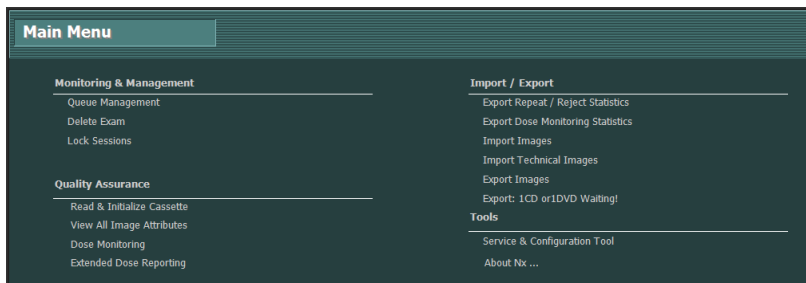 Main Menu
Monitoring & Management
Queue Management
Delete Exam
Lock Sessions
Quality Assurance
Read & Initialize Cassette
View All Image Attributes
Dose Monitoring
Extended Dose Reporting
Import / Export
Export Repeat / Reject Statistics
Export Dose Monitoring Statistics
Import Images
Import Technical Images
Export Images
Export: 1CD or1DVD Waiting!
Tools
Service & Configuration Tool
About Nx ...